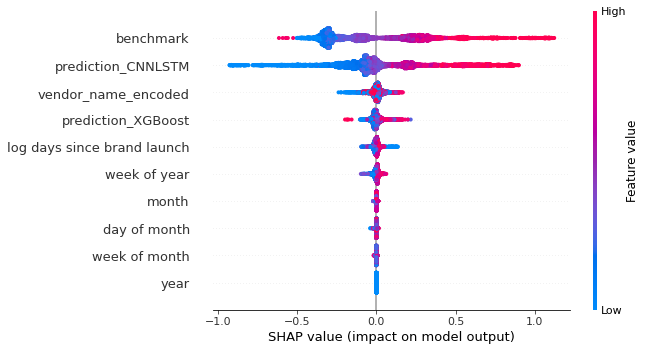 High
benchmark
prediction_CNNLSTM
vendor_name_encoded
prediction_XGBoost
log days since brand launch
week of year
month
day of month
week of month
year
Feature value
Low
−1.0 −0.5 0.0 0.5 1.0
SHAP value (impact on model output)